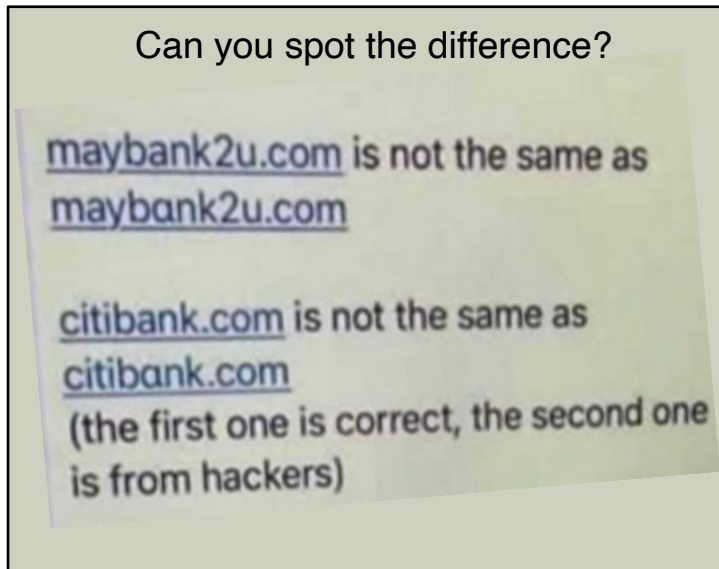 Can you spot the difference?
maybank2u.com is not the same as
maybɑnk2u.com
citibank.com is not the same as
citibɑnk.com
(the first one is correct, the second one
is from hackers)